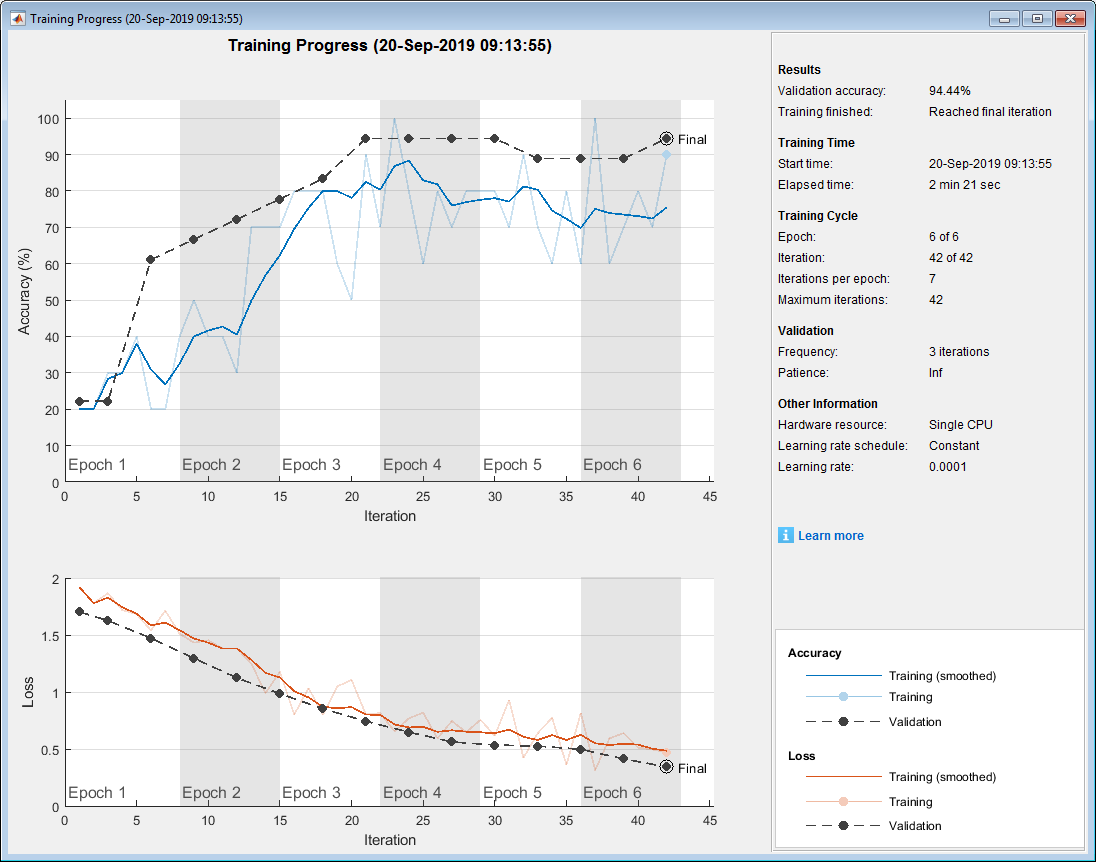 Training Progress (20-Sep-2019 09:13:55)
Training Progress (20-Sep-2019 09:13:55)
Accuracy (%)
100
90
80
70
60
50
40
30
20
10
0
Final
Epoch 1 Epoch 2 Epoch 3 Epoch 4 Epoch 5 Epoch 6
0 5 10 15 20 25 30 35 40 45
Iteration
Loss
2
1.5
1
0.5
0
Final
Epoch 1 Epoch 2 Epoch 3 Epoch 4 Epoch 5 Epoch 6
0 5 10 15 20 25 30 35 40 45
Iteration
Results
Validation accuracy: 94.44%
Training finished: Reached final iteration
Training Time
Start time: 20-Sep-2019 09:13:55
Elapsed time: 2 min 21 sec
Training Cycle
Epoch: 6 of 6
Iteration: 42 of 42
Iterations per epoch: 7
Maximum iterations: 42
Validation
Frequency: 3 iterations
Patience: Inf
Other Information
Hardware resource: Single CPU
Learning rate schedule: Constant
Learning rate: 0.0001
i Learn more
Accuracy
Training (smoothed)
Training
Validation
Loss
Training (smoothed)
Training
Validation